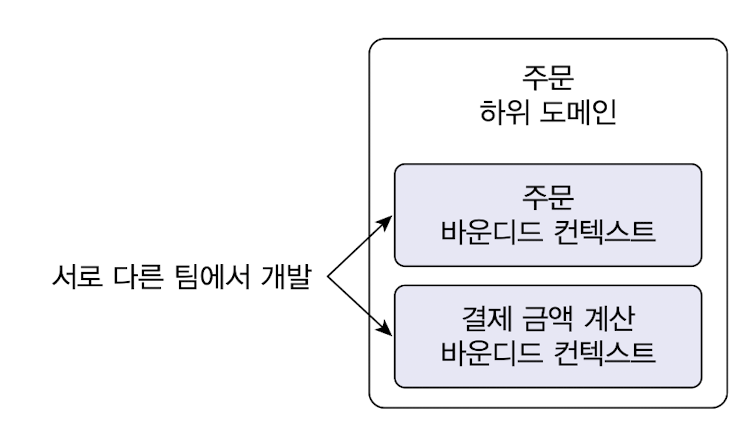 주문
하위 도메인
주문
바운디드 컨텍스트
서로 다른 팀에서 개발
결제 금액 계산
바운디드 컨텍스트